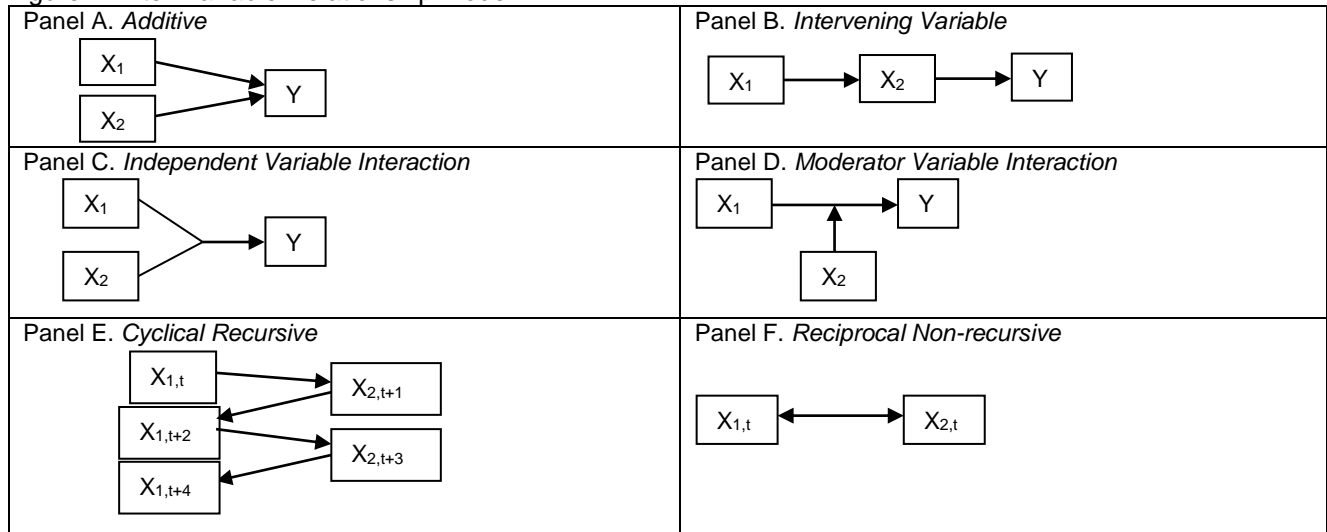 Panel A. Additive
X1
X2
Y
Panel B. Intervening Variable
X1
X2
Y
Panel C. Independent Variable Interaction
X1
X2
Y
Panel D. Moderator Variable Interaction
X1
Y
X2
Panel E. Cyclical Recursive
X1,t
X2,t+1
X1,t+2
X2,t+3
X1,t+4
Panel F. Reciprocal Non-recursive
X1,t
X2,t